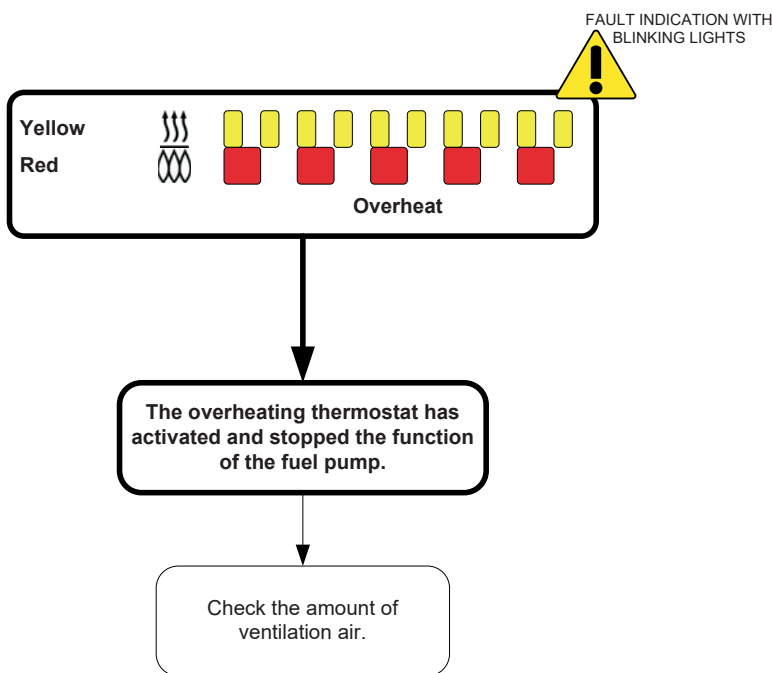 FAULT INDICATION WITH
BLINKING LIGHTS
Yellow
Red
Overheat
The overheating thermostat has
activated and stopped the function
of the fuel pump.
Check the amount of
ventilation air.